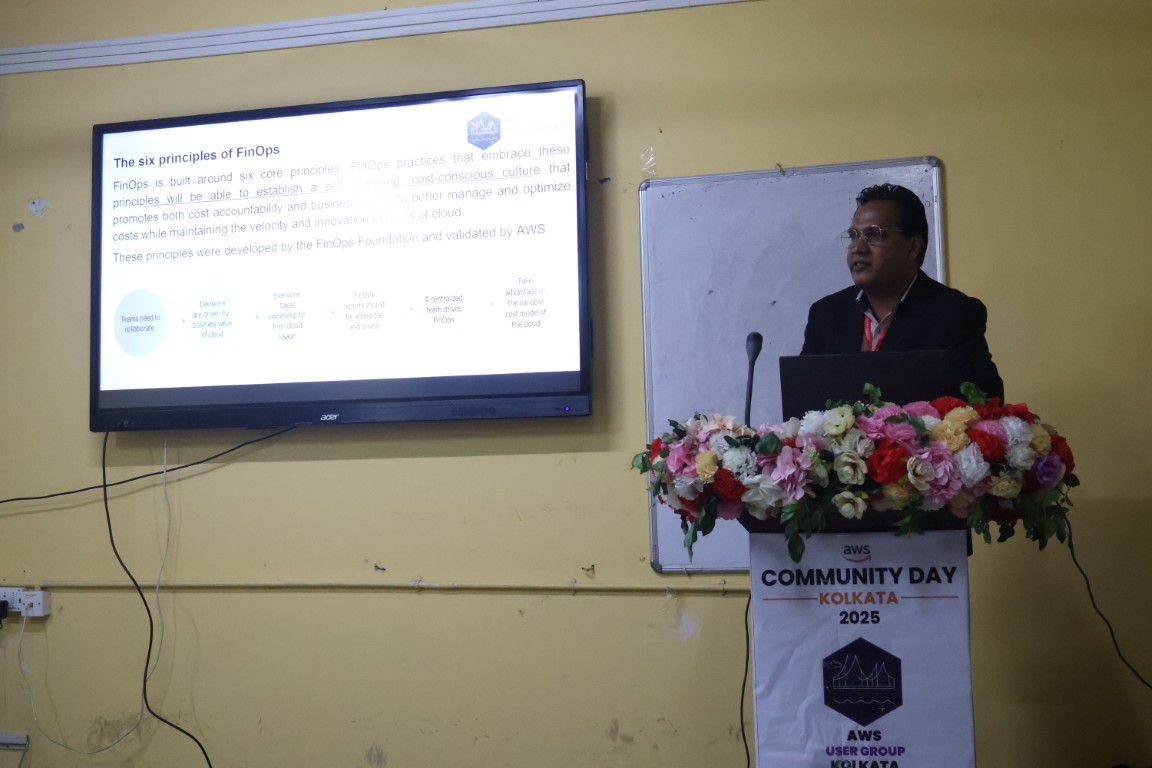 The six principles of FinOps
FinOps is built around six core principles. FinOps practices that embrace these
principles will be able to establish a cost-conscious culture that
promotes both cost accountability and business to better manage and optimize
costs while maintaining the velocity and innovation of cloud.
These principles were developed by the FinOps Foundation and validated by AWS
Teams need to
collaborate
Decisions
are driven by
business value
of cloud
Everyone
takes
ownership for
their cloud
usage
FinOps
reports should
be accessible
and timely
A centralized
team drives
FinOps
Take
advantage of
the variable
cost model of
the cloud
acer
aws
COMMUNITY DAY
KOLKATA
2025
AWS
USER GROUP
KOLKATA